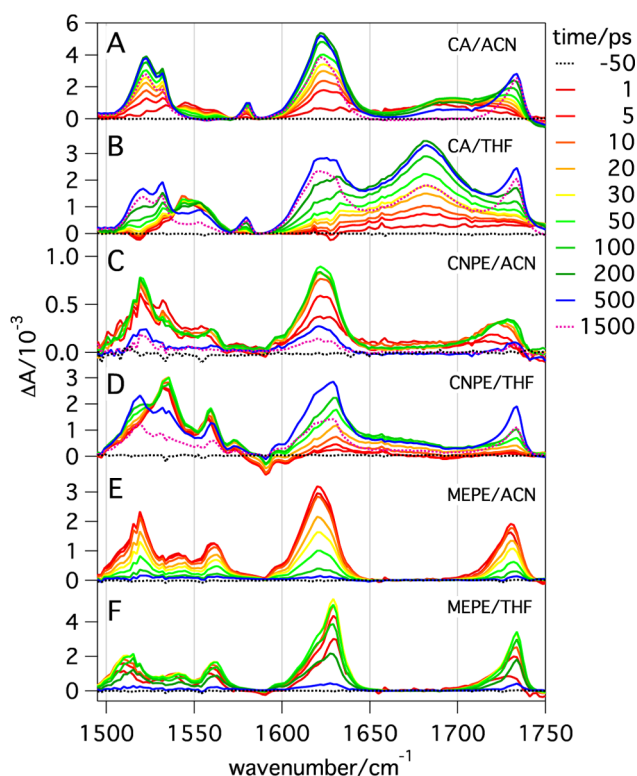 A
CA/ACN
6
4
2
0
B
CA/THF
3
2
1
0
C
CNPE/ACN
1.0
0.5
0.0
D
CNPE/THF
3
2
1
0
E
MEPE/ACN
3
2
1
0
F
MEPE/THF
4
2
0
ΔA/10⁻³
1500
1550
1600
1650
1700
1750
wavenumber/cm⁻¹
time/ps
-50
1
5
10
20
30
50
100
200
500
1500